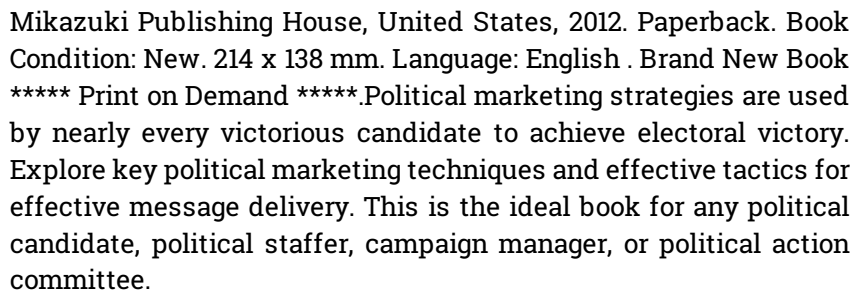 Mikazuki Publishing House, United States, 2012. Paperback. Book
Condition: New. 214 x 138 mm. Language: English . Brand New Book
***** Print on Demand *****.Political marketing strategies are used
by nearly every victorious candidate to achieve electoral victory.
Explore key political marketing techniques and effective tactics for
effective message delivery. This is the ideal book for any political
candidate, political staffer, campaign manager, or political action
committee.